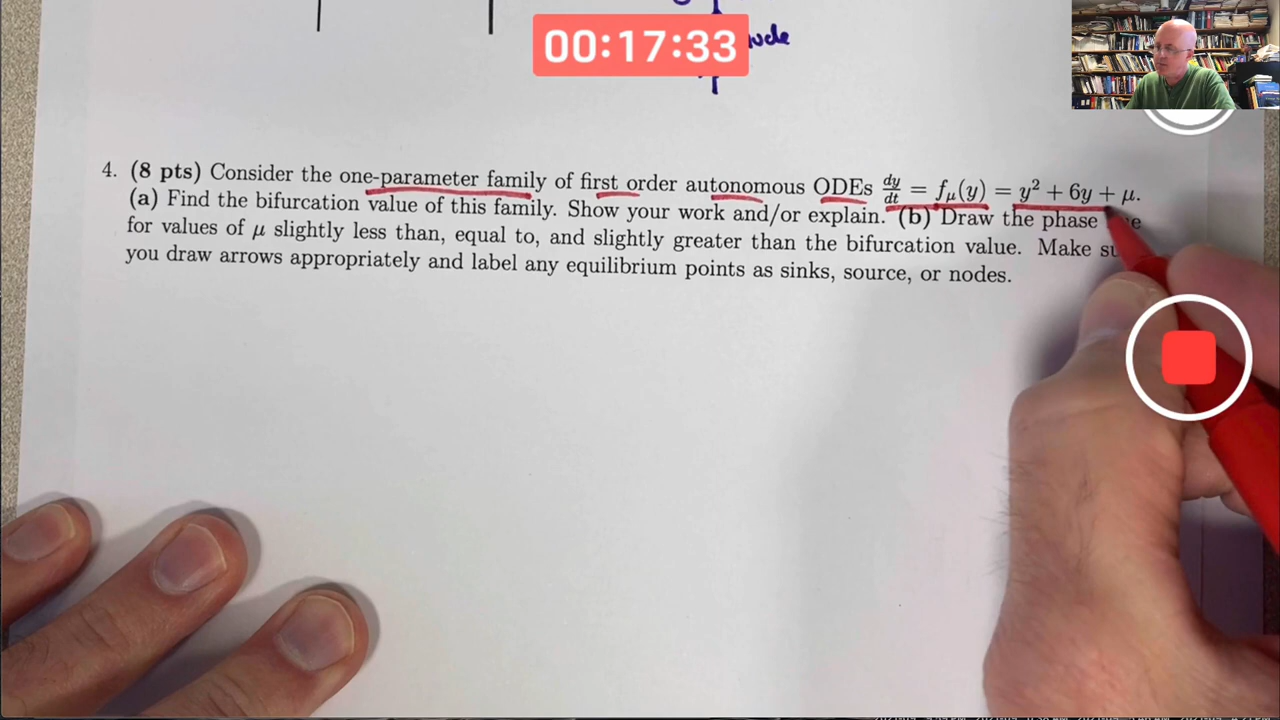 00:17:33
4. (8 pts) Consider the one-parameter family of first order autonomous ODEs dy/dt = fμ(y) = y² + 6y + μ.
(a) Find the bifurcation value of this family. Show your work and/or explain. (b) Draw the phase
for values of μ slightly less than, equal to, and slightly greater than the bifurcation value. Make
you draw arrows appropriately and label any equilibrium points as sinks, source, or nodes.